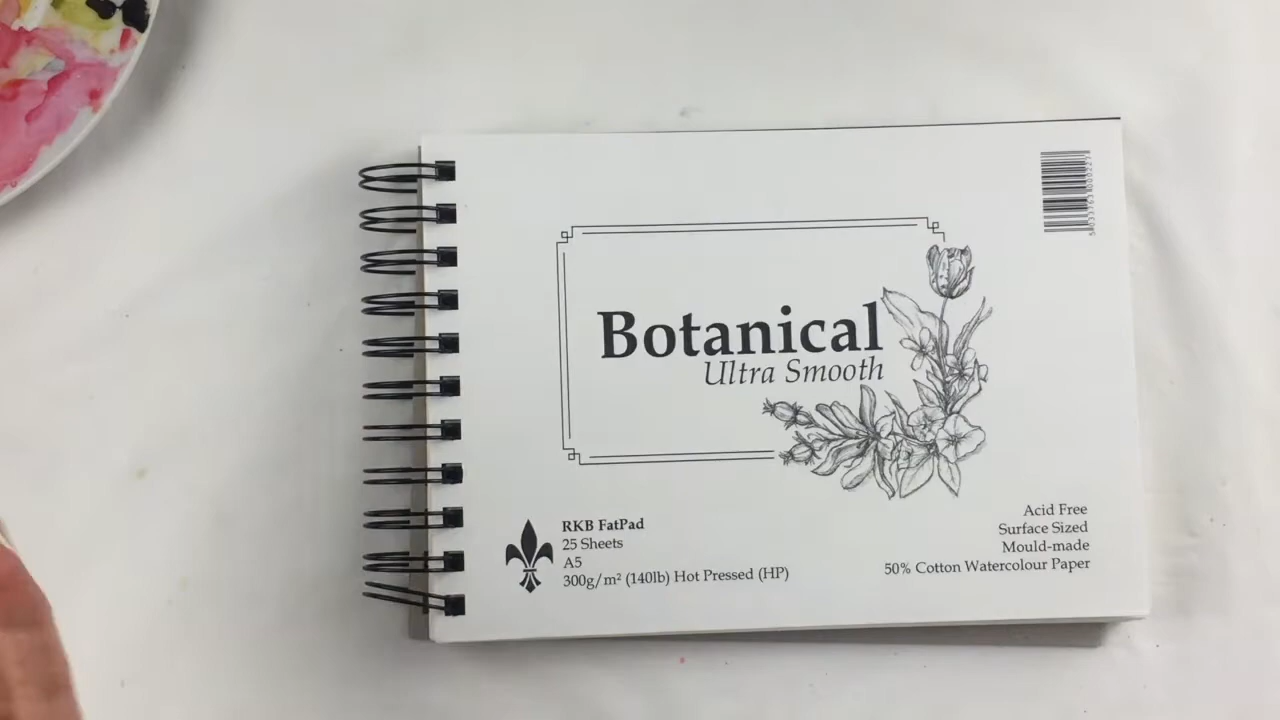 Botanical
Ultra Smooth
RKB FatPad
25 Sheets
A5
300g/m² (140lb) Hot Pressed (HP)
Acid Free
Surface Sized
Mould-made
50% Cotton Watercolour Paper